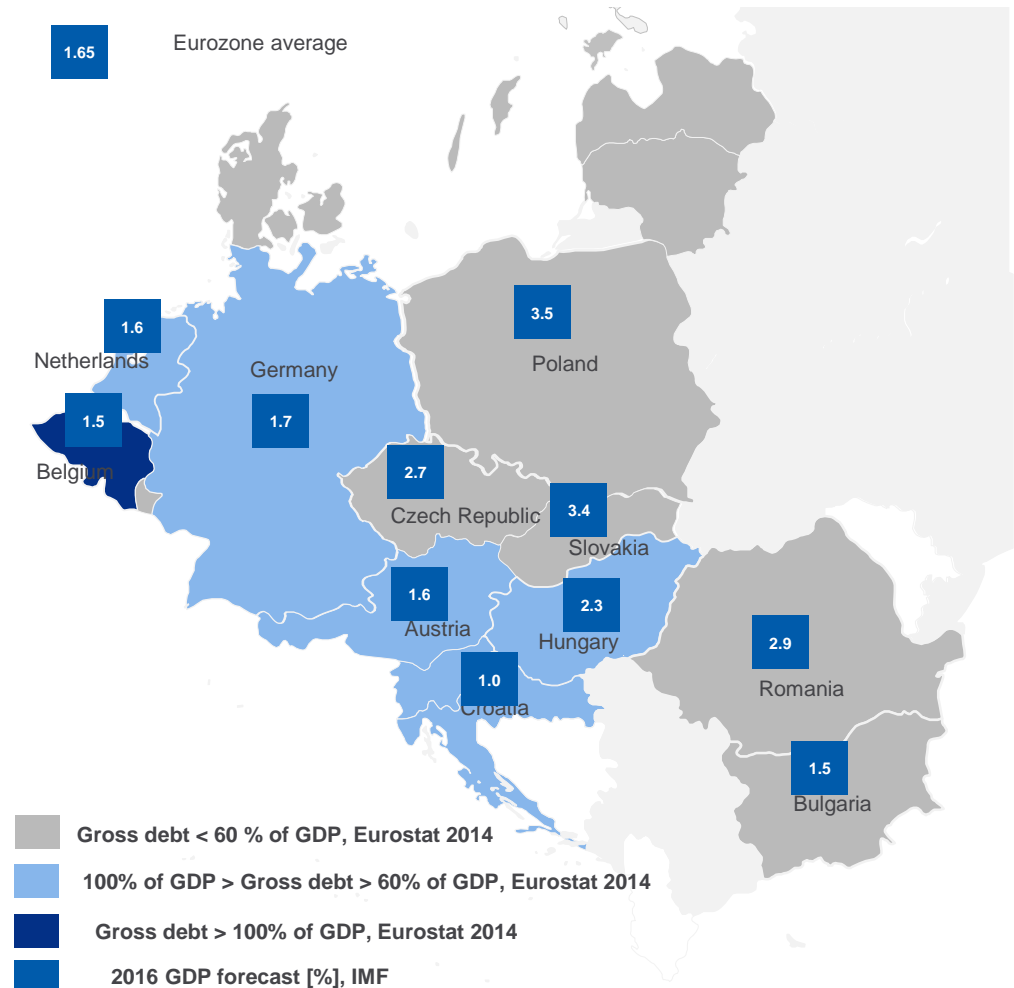 1.65 Eurozone average
3.5
Poland
1.6
Netherlands
Germany
1.7
1.5
Belgium
2.7
Czech Republic
3.4
Slovakia
1.6
Austria
2.3
Hungary
1.0
Croatia
2.9
Romania
1.5
Bulgaria
Gross debt < 60 % of GDP, Eurostat 2014
100% of GDP > Gross debt > 60% of GDP, Eurostat 2014
Gross debt > 100% of GDP, Eurostat 2014
2016 GDP forecast [%], IMF